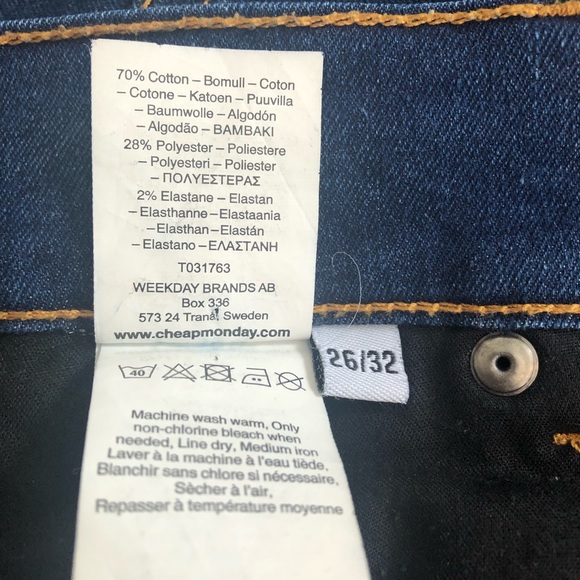 70% Cotton – Bomull – Coton
– Cotone – Katoen – Puuvilla
– Baumwolle – Algodón
– Algodão – BAMBAKI
28% Polyester – Poliestere
– Polyesteri – Poliester
– ΠΟΛΥΕΣΤΕΡΑΣ
2% Elastane – Elastan
– Elasthanne – Elastaania
– Elasthan – Elastán
– Elastano – ΕΛΑΣΤΑΝΗ
T031763
WEEKDAY BRANDS AB
Box 336
573 24 Tranå, Sweden
www.cheapmonday.com
40
26/32
Machine wash warm, Only
non-chlorine bleach when
needed, Line dry, Medium iron
Laver à la machine à l'eau tiède,
Blanchir sans chlore si nécessaire,
Sècher à l'air,
Repasser à température moyenne